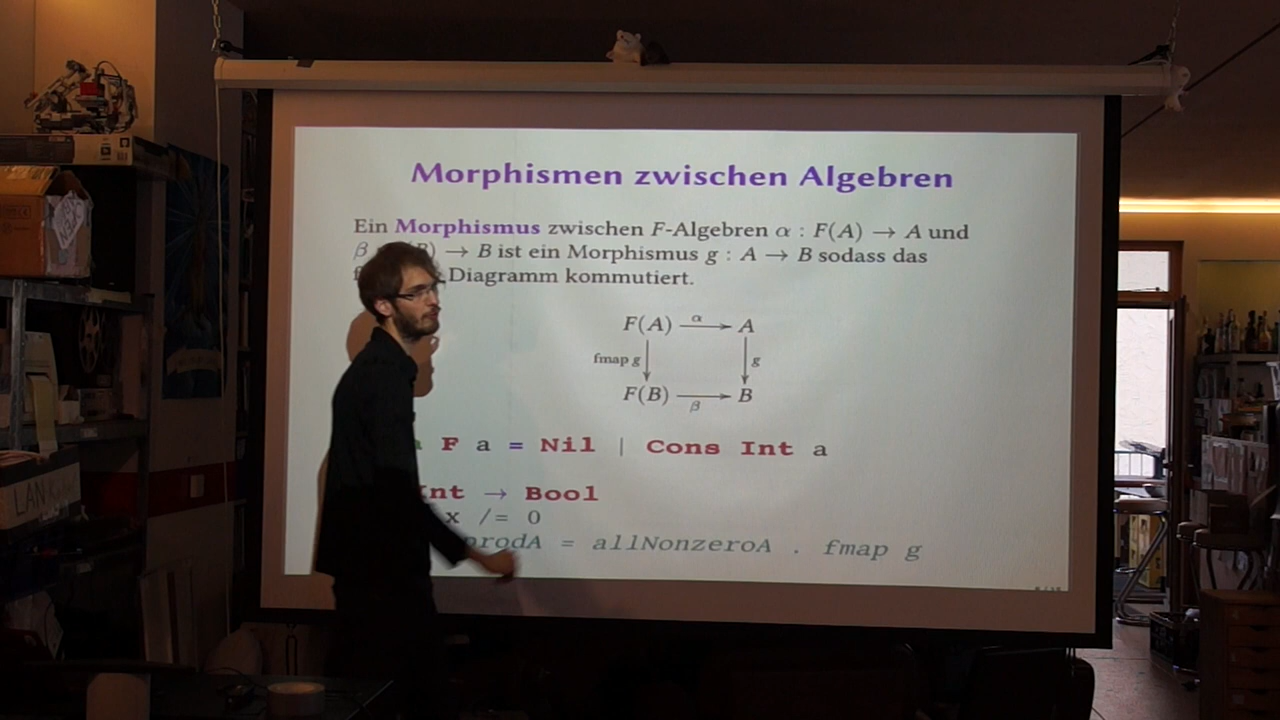 Morphismen zwischen Algebren
Ein Morphismus zwischen F-Algebren α : F(A) → A und
β → B ist ein Morphismus g : A → B sodass das
Diagramm kommutiert.
F(A) α A
fmap g g
F(B) β B
F a = Nil | Cons Int a
Int → Bool
x /= 0
prodA = allNonzeroA . fmap g
LAN